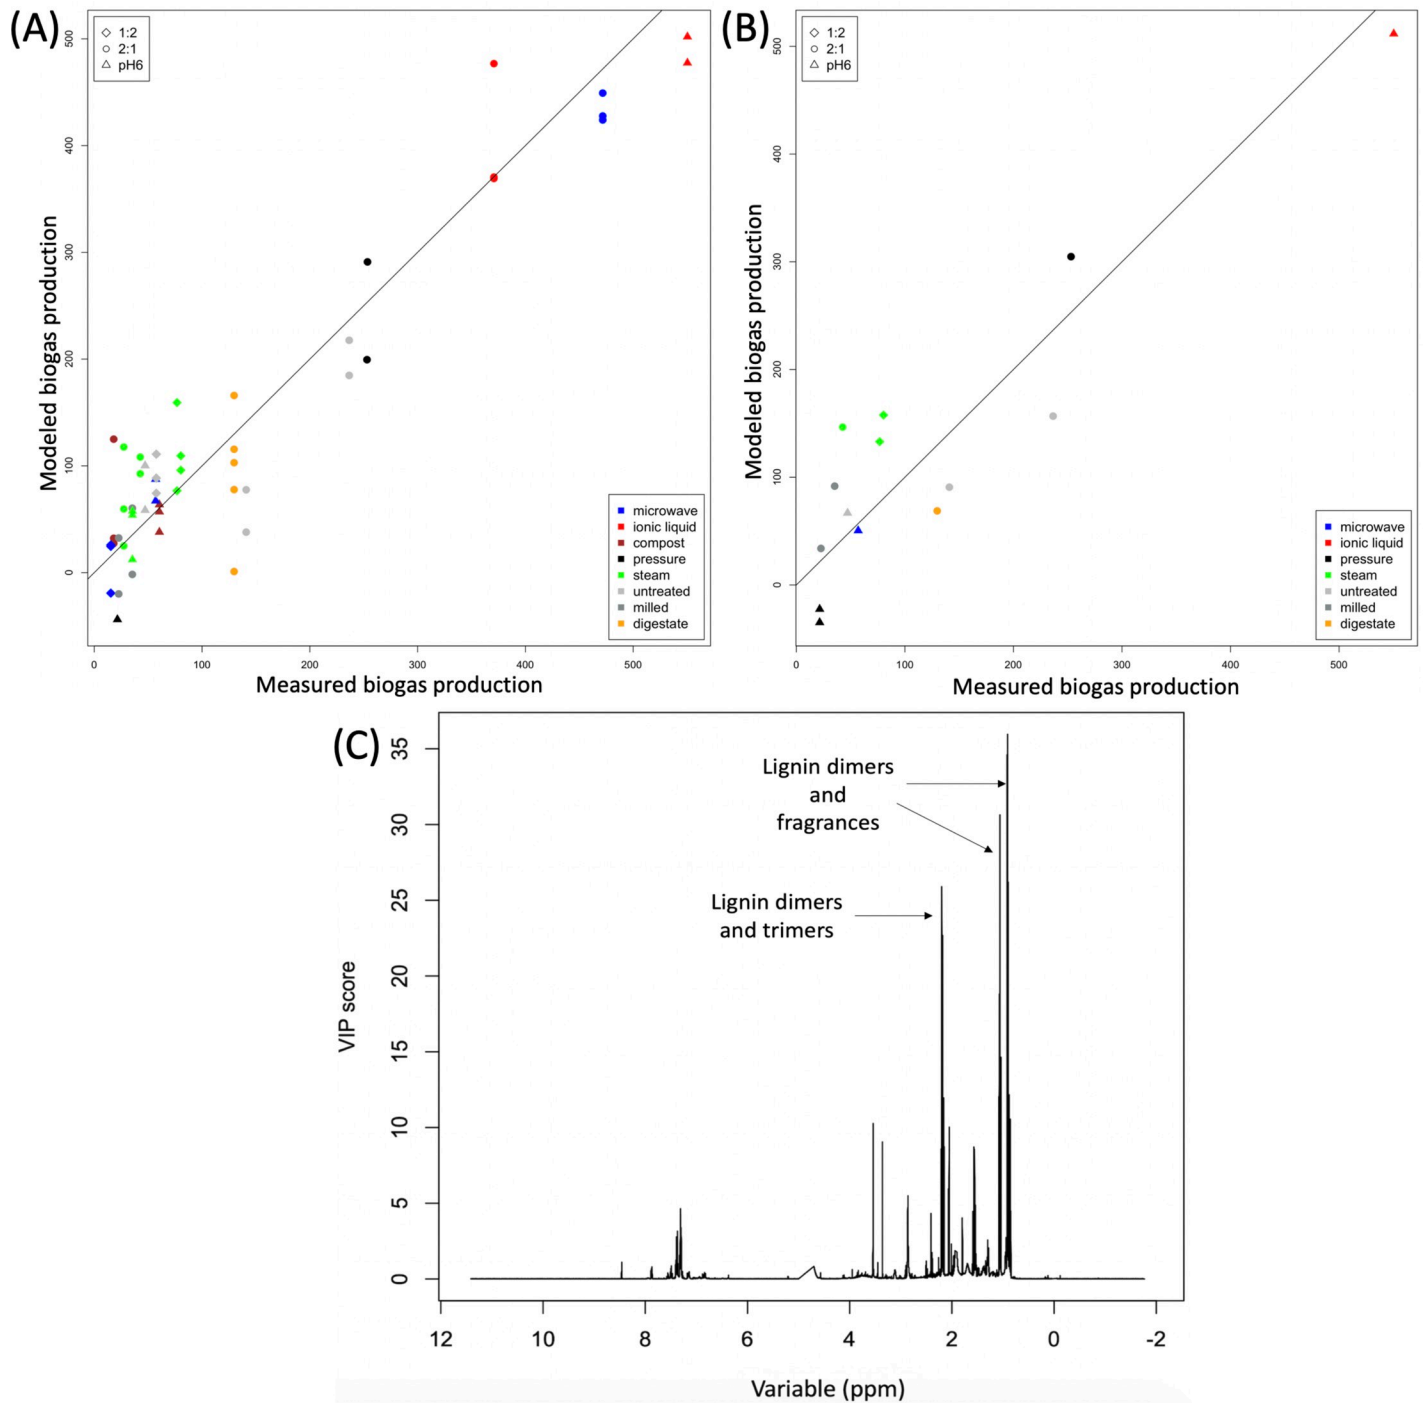 (A)
1:2
2:1
pH6
Modeled biogas production
0
100
200
300
400
500
0
100
200
300
400
500
Measured biogas production
microwave
ionic liquid
compost
pressure
steam
untreated
milled
digestate
(B)
1:2
2:1
pH6
Modeled biogas production
0
100
200
300
400
500
0
100
200
300
400
500
Measured biogas production
microwave
ionic liquid
pressure
steam
untreated
milled
digestate
(C)
VIP score
0
5
10
15
20
25
30
35
Lignin dimers
and
fragrances
Lignin dimers
and trimers
12
10
8
6
4
2
0
-2
Variable (ppm)